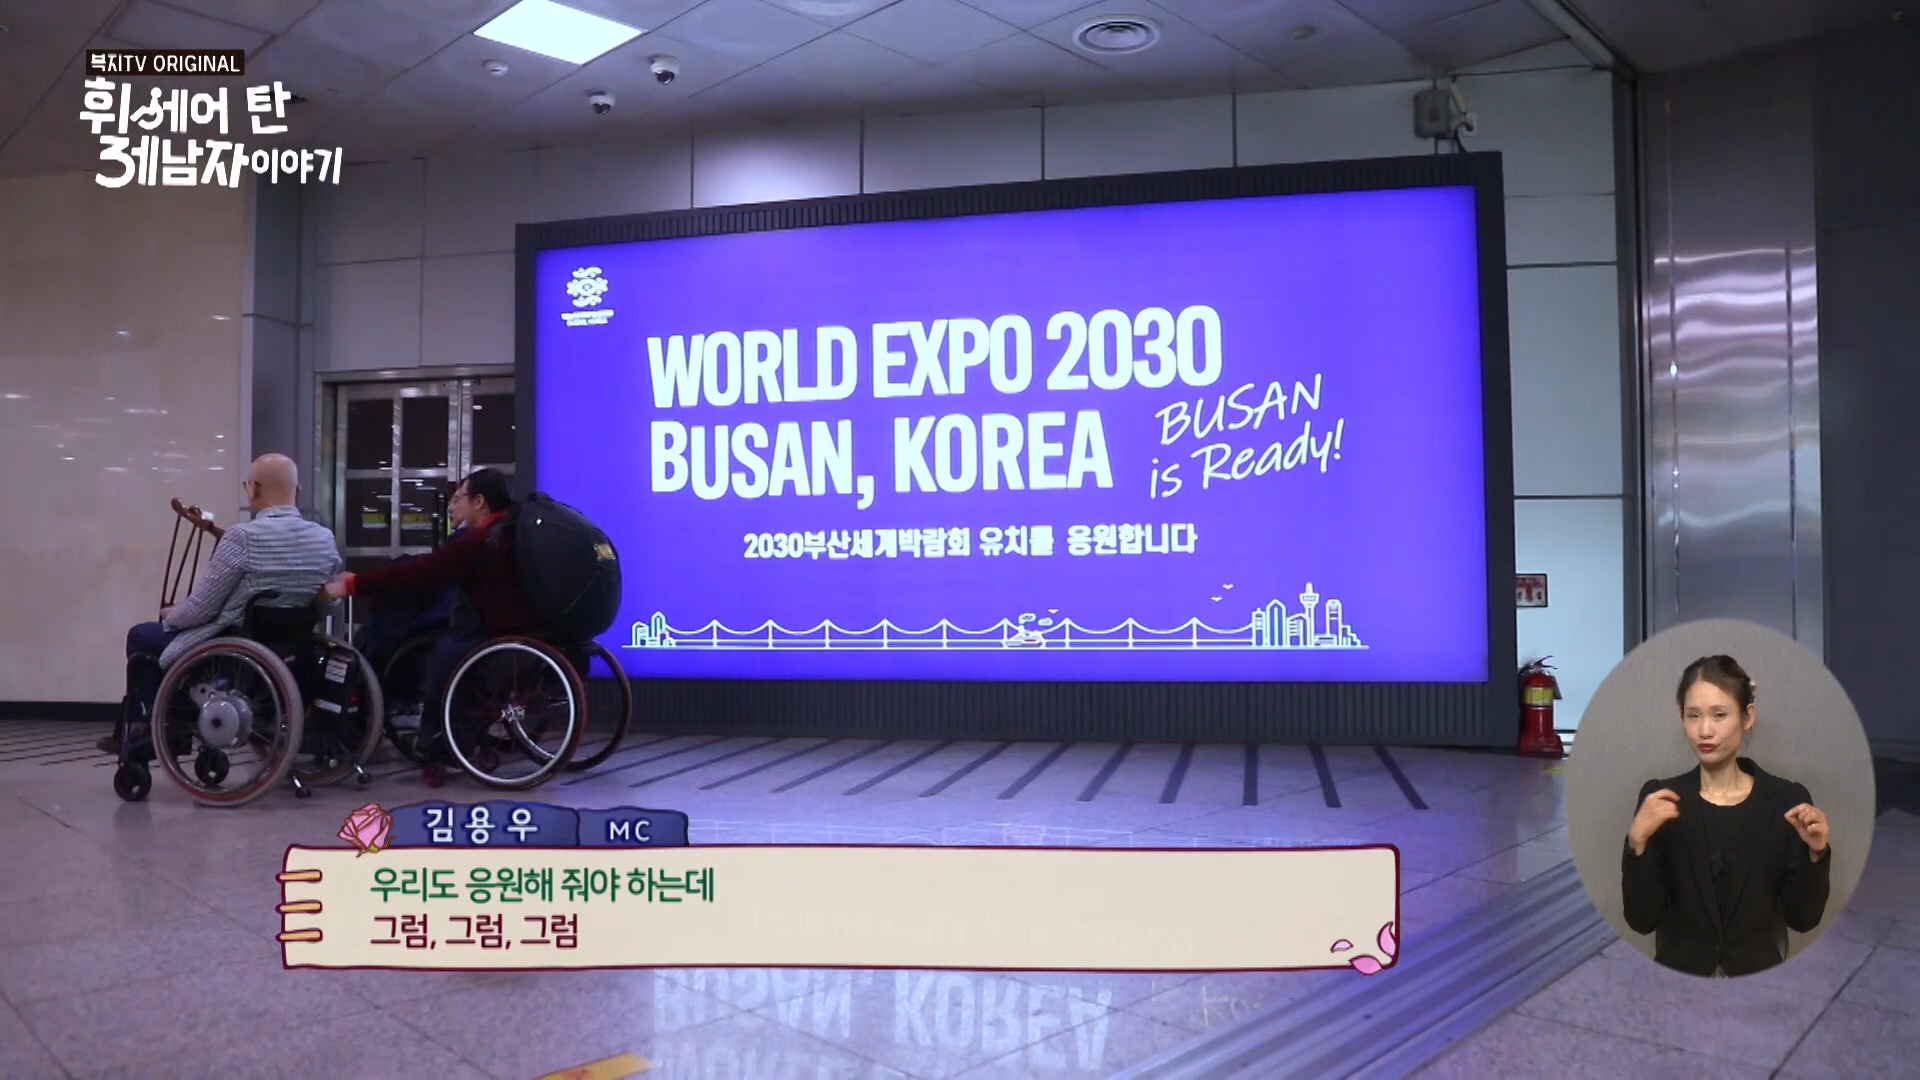 복지TV ORIGINAL
휠체어 탄
3세남자이야기
WORLD EXPO 2030
BUSAN, KOREA
BUSAN
is Ready!
2030부산세계박람회 유치를 응원합니다
김용우 MC
우리도 응원해 줘야 하는데
그럼, 그럼, 그럼